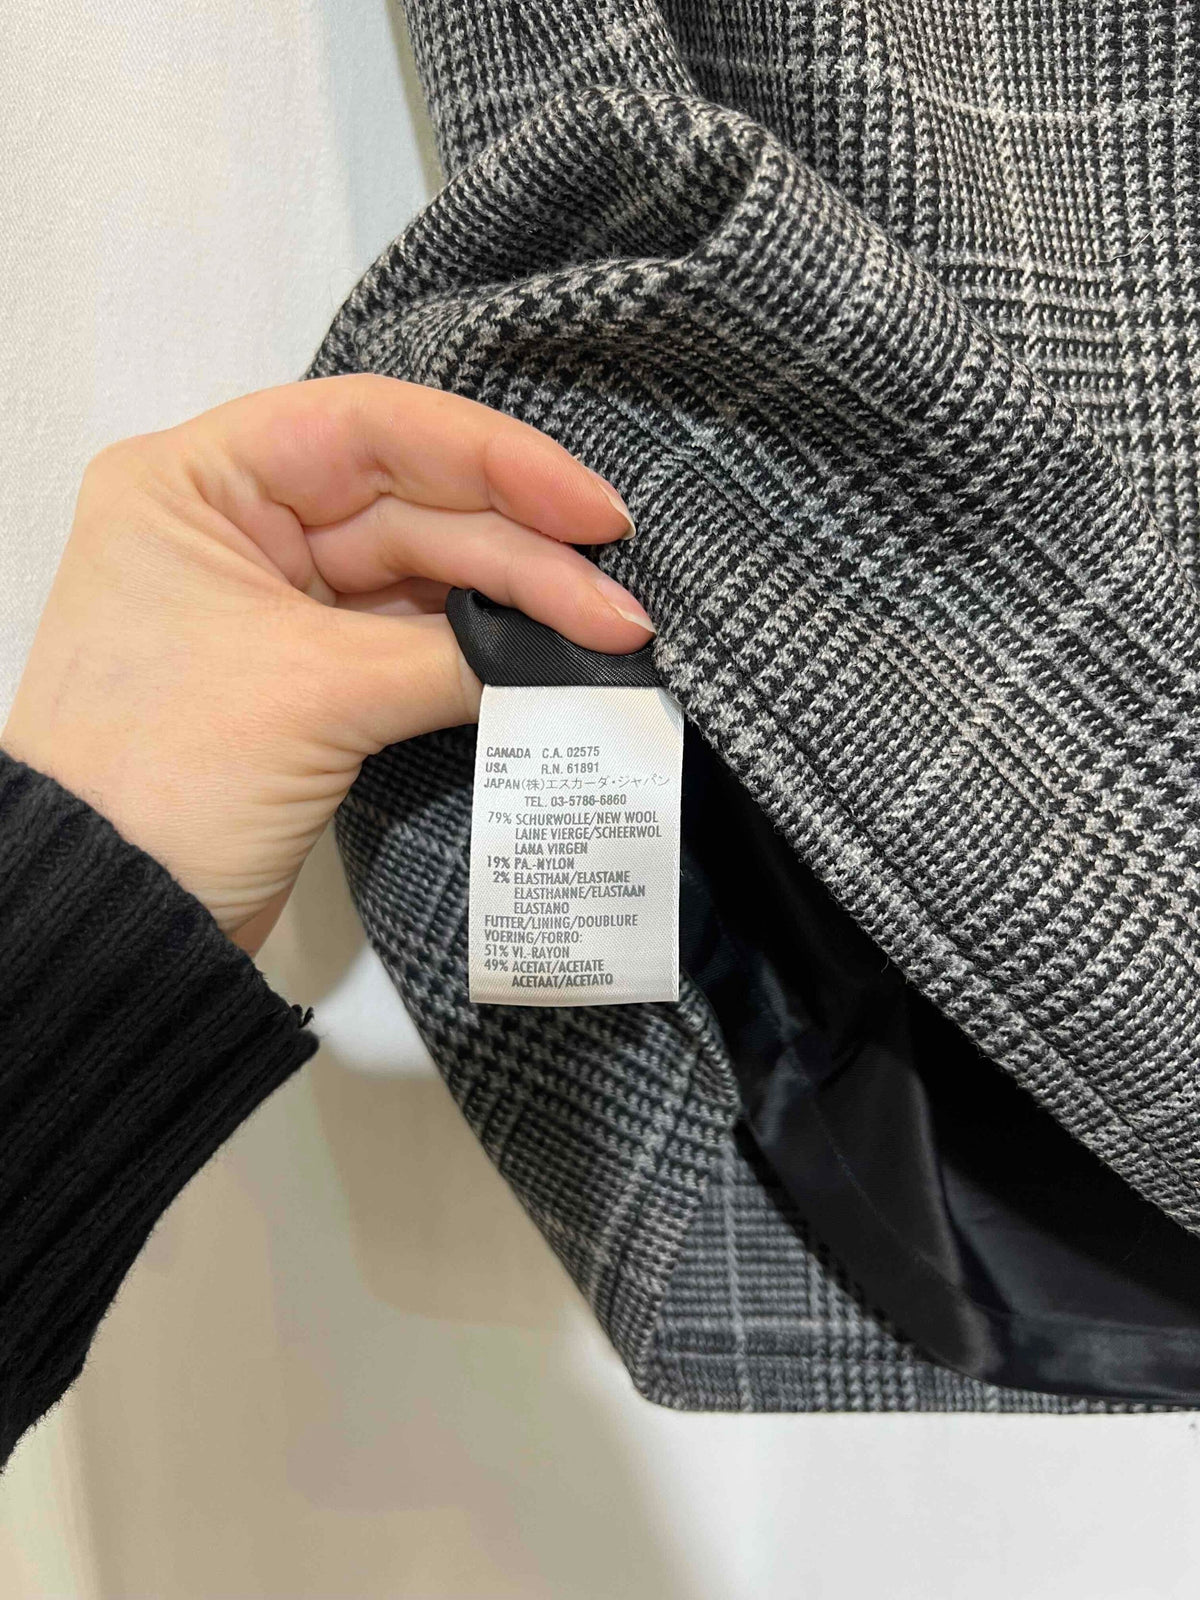 CANADA C.A. 02575
USA R.N. 61891
JAPAN(株)エスカーダ・ジャパン
TEL. 03-5786-6860
79% SCHURWOLLE/NEW WOOL
LAINE VIERGE/SCHEERWOL
LANA VIRGEN
19% PA.-NYLON
2% ELASTHAN/ELASTANE
ELASTHANNE/ELASTAAN
ELASTANO
FUTTER/LINING/DOUBLURE
VOERING/FORRO:
51% VI.-RAYON
49% ACETAT/ACETATE
ACETAAT/ACETATO